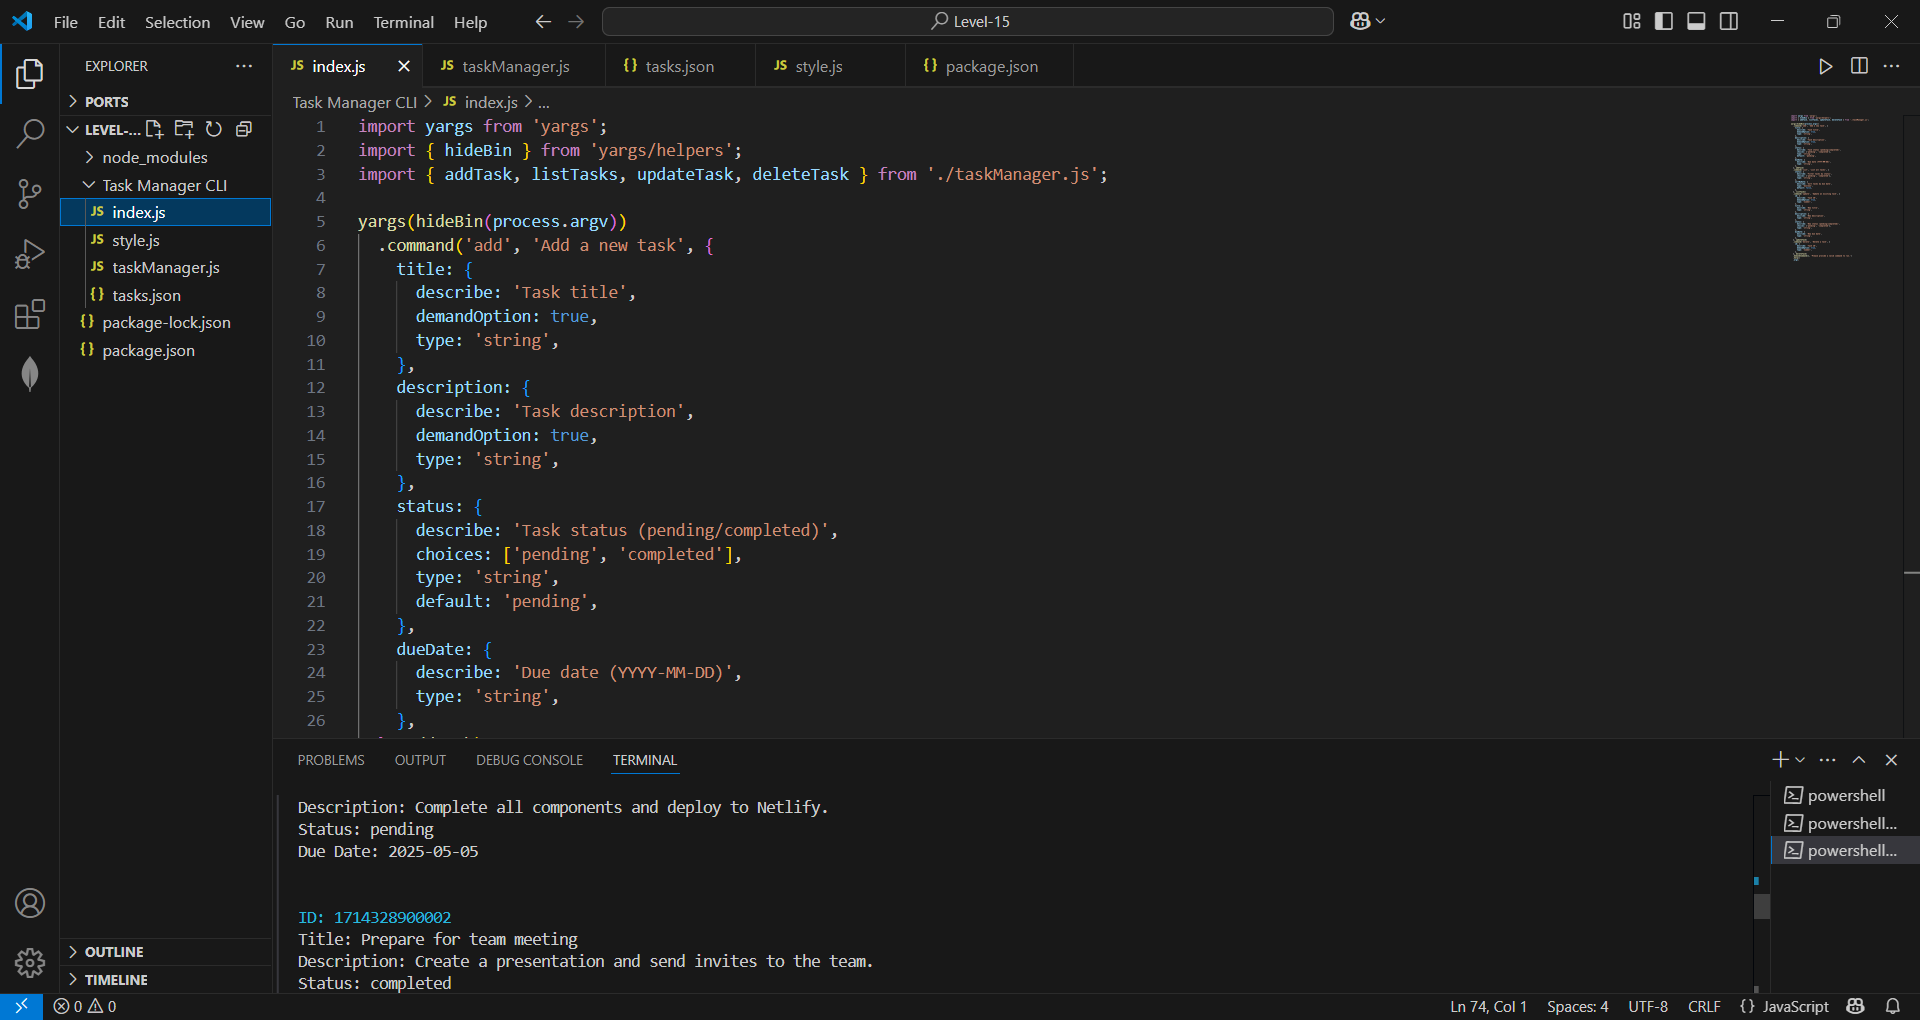 File Edit Selection View Go Run Terminal Help
Level-15
EXPLORER
PORTS
LEVEL-...
node_modules
Task Manager CLI
JS index.js
JS style.js
JS taskManager.js
{} tasks.json
{} package-lock.json
{} package.json
OUTLINE
TIMELINE
JS index.js
JS taskManager.js
{} tasks.json
JS style.js
{} package.json
Task Manager CLI > JS index.js > ...
1 import yargs from 'yargs';
2 import { hideBin } from 'yargs/helpers';
3 import { addTask, listTasks, updateTask, deleteTask } from './taskManager.js';
4
5 yargs(hideBin(process.argv))
6 .command('add', 'Add a new task', {
7 title: {
8 describe: 'Task title',
9 demandOption: true,
10 type: 'string',
11 },
12 description: {
13 describe: 'Task description',
14 demandOption: true,
15 type: 'string',
16 },
17 status: {
18 describe: 'Task status (pending/completed)',
19 choices: ['pending', 'completed'],
20 type: 'string',
21 default: 'pending',
22 },
23 dueDate: {
24 describe: 'Due date (YYYY-MM-DD)',
25 type: 'string',
26 },
PROBLEMS OUTPUT DEBUG CONSOLE TERMINAL
Description: Complete all components and deploy to Netlify.
Status: pending
Due Date: 2025-05-05
ID: 1714328900002
Title: Prepare for team meeting
Description: Create a presentation and send invites to the team.
Status: completed
powershell
powershell...
powershell...
0 0
Ln 74, Col 1 Spaces: 4 UTF-8 CRLF {} JavaScript